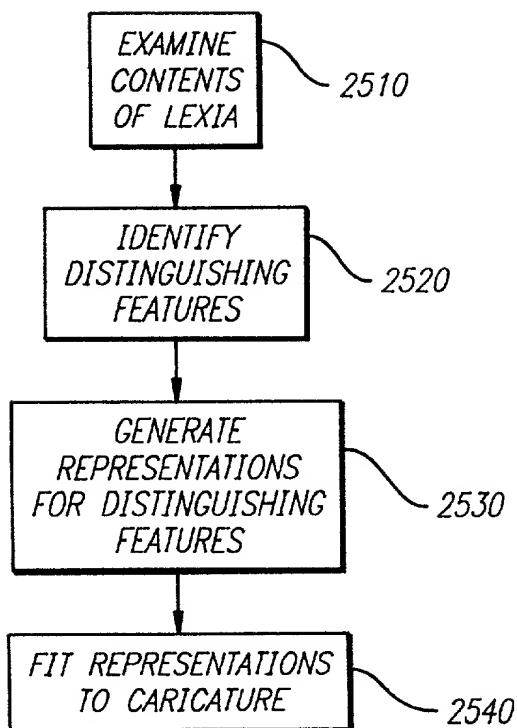 EXAMINE
CONTENTS
OF LEXIA
2510
IDENTIFY
DISTINGUISHING
FEATURES
2520
GENERATE
REPRESENTATIONS
FOR DISTINGUISHING
FEATURES
2530
FIT REPRESENTATIONS
TO CARICATURE
2540